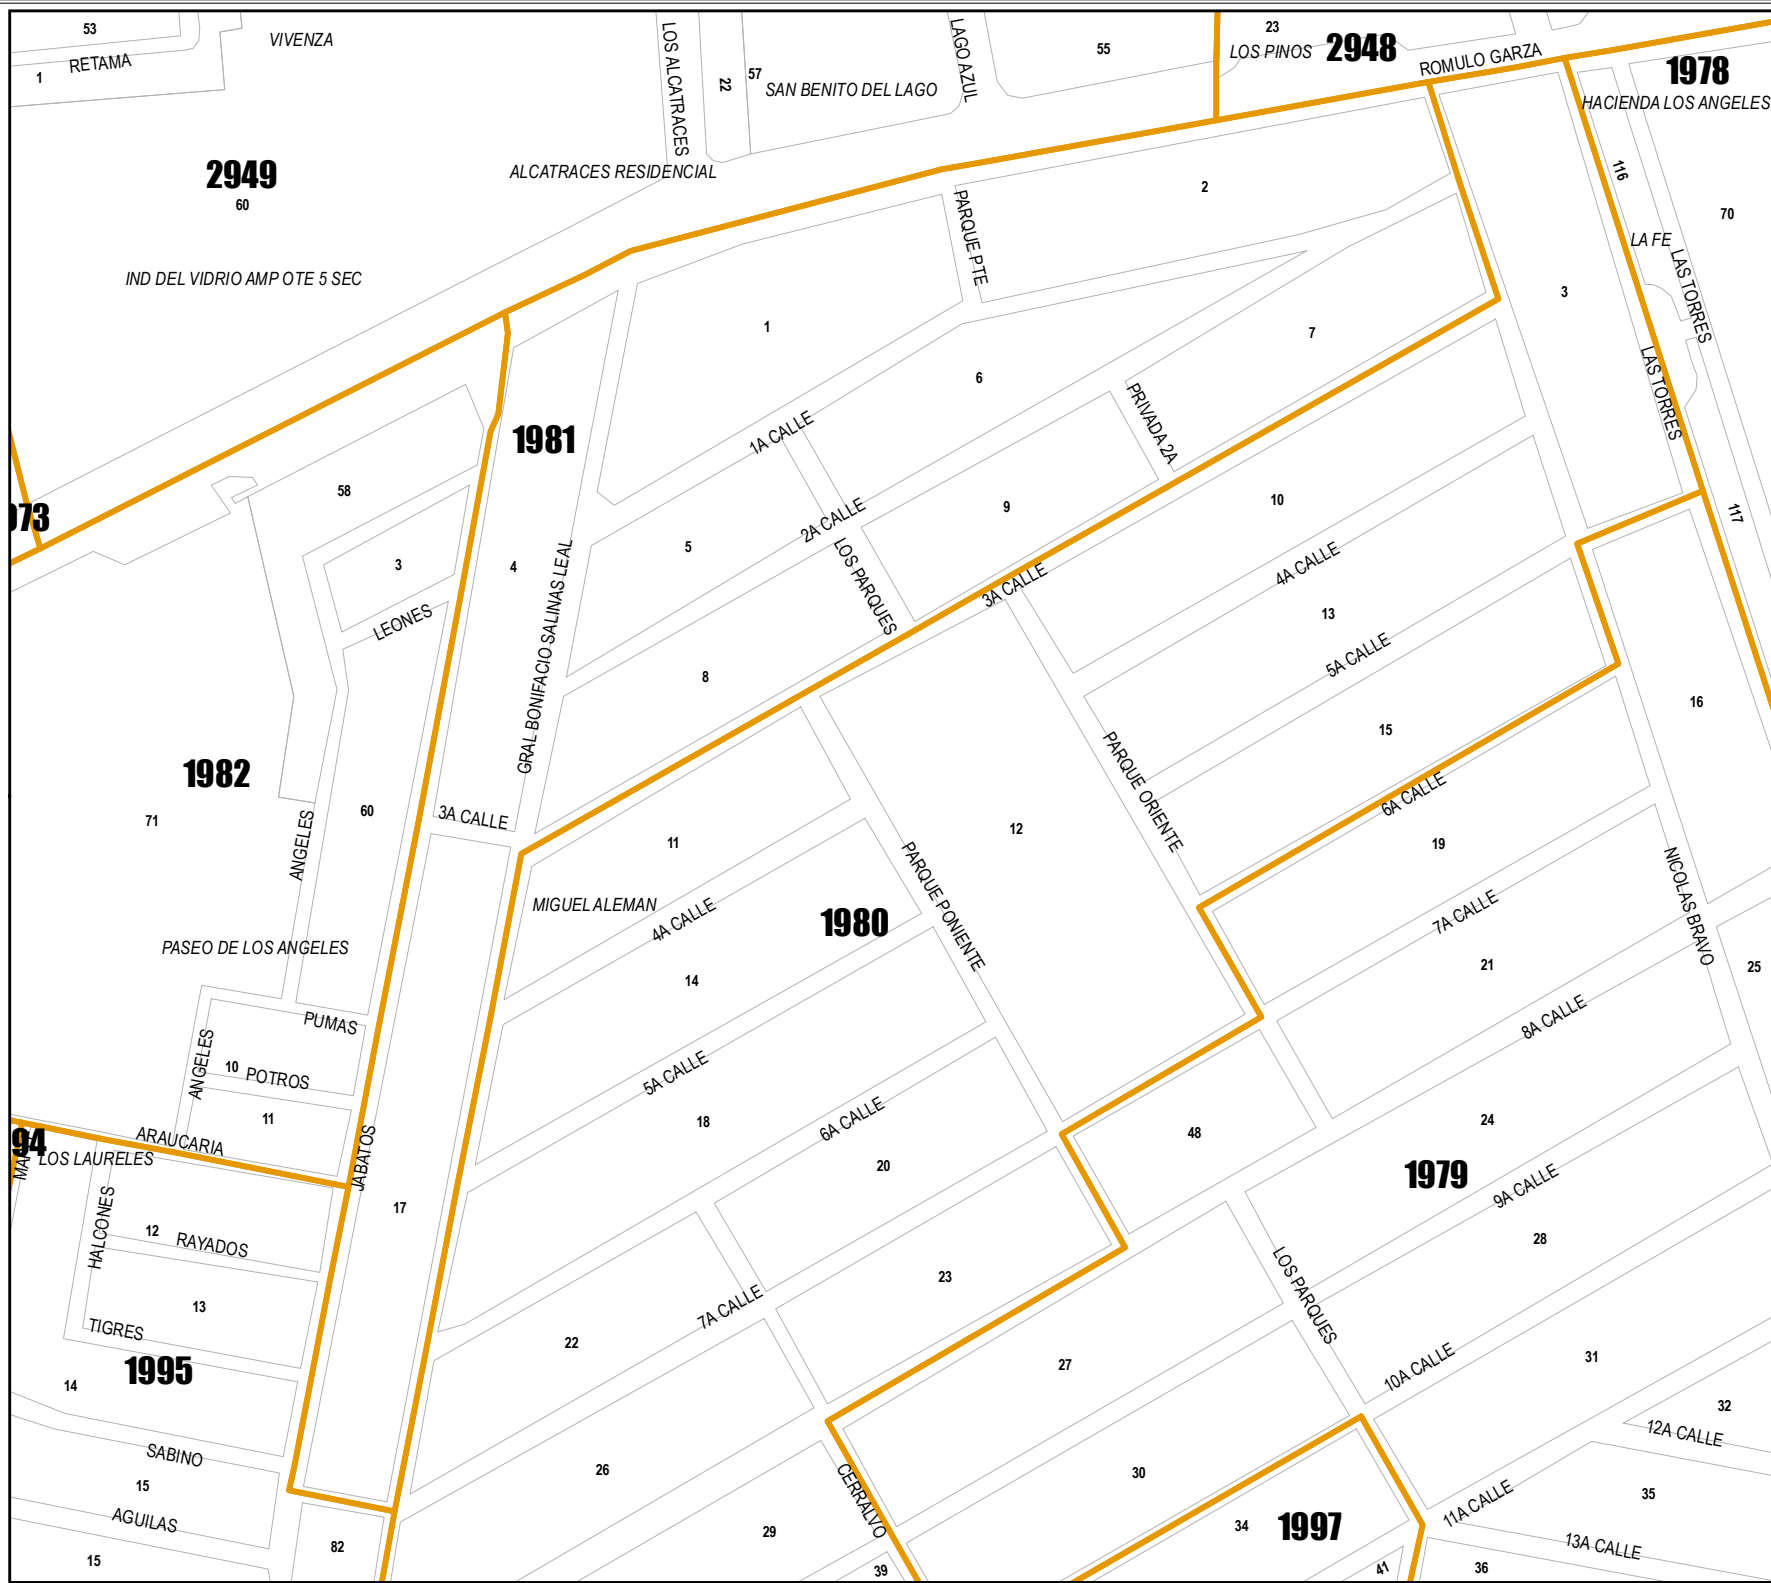 53
VIVENZA
RETAMA
1
LOS ALCATRACES
22
57
SAN BENITO DEL LAGO
LAGO AZUL
55
23
LOS PINOS
2948
ROMULO GARZA
1978
HACIENDA LOS ANGELES
2949
60
ALCATRACES RESIDENCIAL
IND DEL VIDRIO AMP OTE 5 SEC
PARQUE PTE
2
116
70
LA FE
LAS TORRES
3
LAS TORRES
1
7
6
1981
1A CALLE
PRIVADA 2A
58
2A CALLE
9
10
117
073
3
4
5
LOS PARQUES
3A CALLE
4A CALLE
LEONES
GRAL BONIFACIO SALINAS LEAL
13
5A CALLE
8
16
15
PARQUE ORIENTE
1982
71
ANGELES
60
3A CALLE
11
12
6A CALLE
19
PARQUE PONIENTE
MIGUEL ALEMAN
4A CALLE
1980
7A CALLE
NICOLAS BRAVO
PASEO DE LOS ANGELES
14
21
25
PUMAS
8A CALLE
ANGELES
10
POTROS
5A CALLE
11
18
6A CALLE
48
24
94
ARAUCARIA
LOS LAURELES
JABATOS
20
1979
9A CALLE
17
HALCONES
12
RAYADOS
28
13
23
LOS PARQUES
7A CALLE
TIGRES
22
27
1995
14
10A CALLE
31
32
12A CALLE
SABINO
26
30
15
CERRALVO
11A CALLE
35
AGUILAS
29
34
1997
13A CALLE
82
15
39
41
36